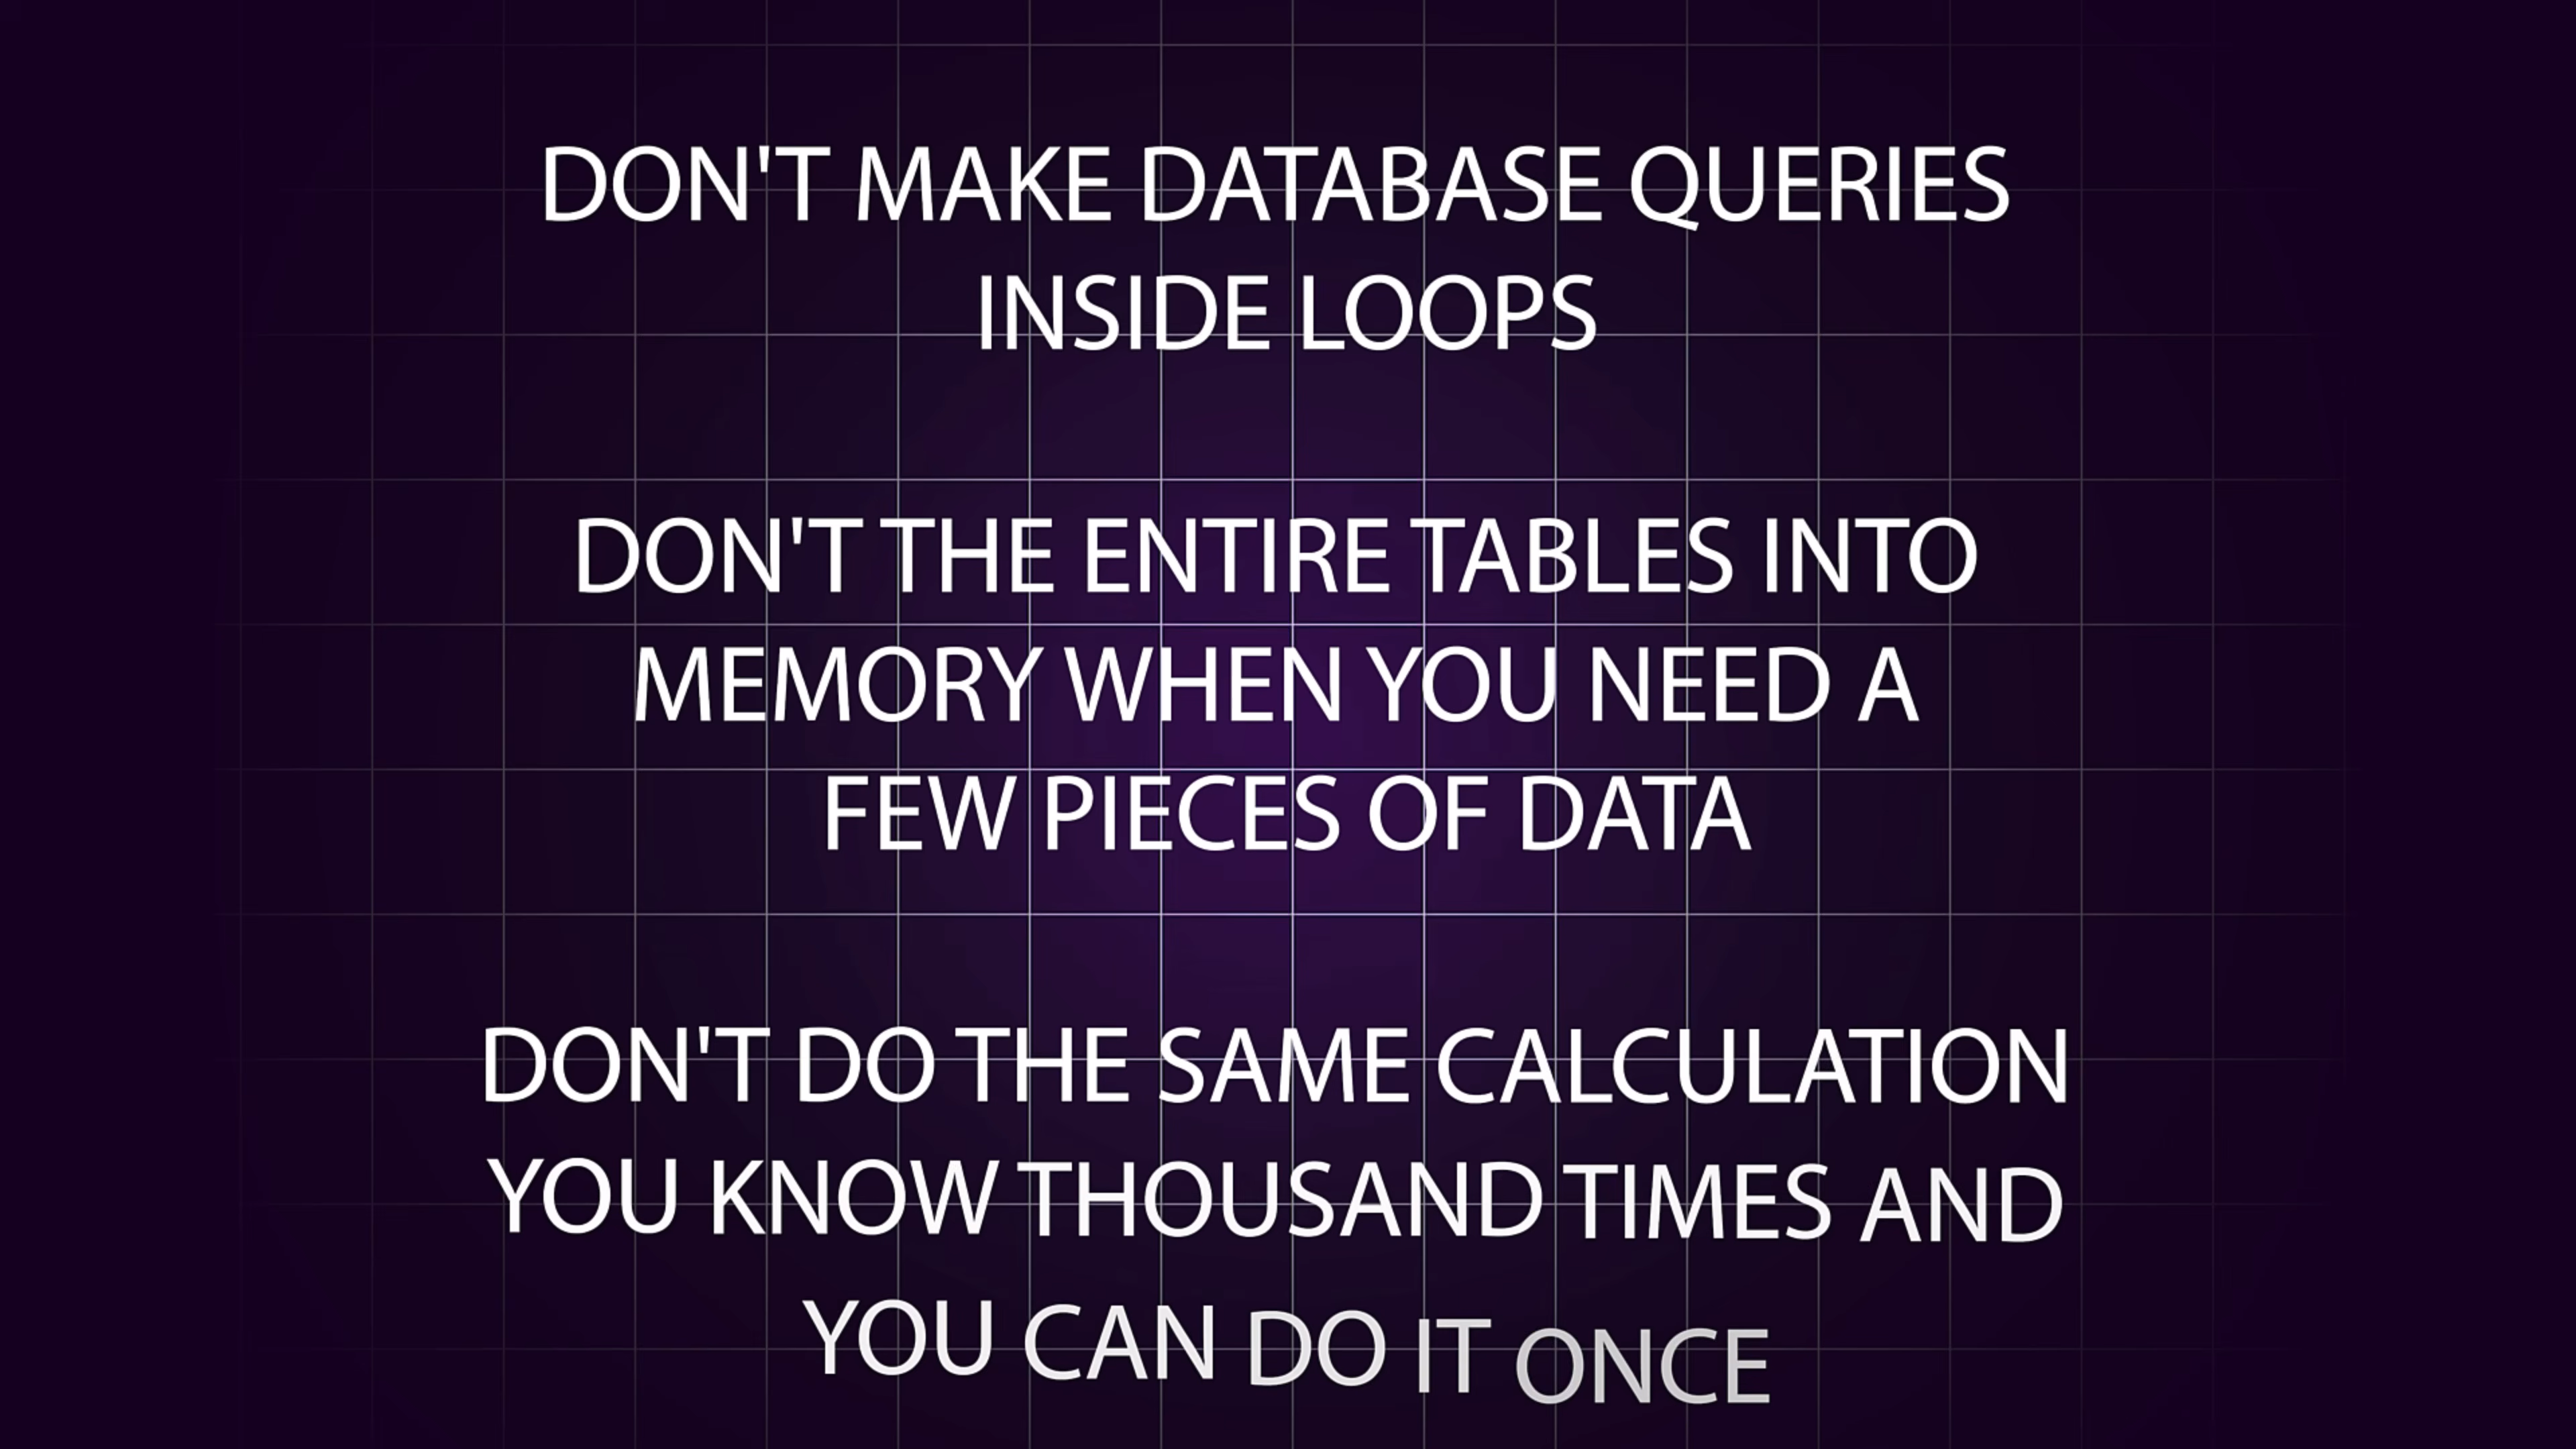 DON'T MAKE DATABASE QUERIES
INSIDE LOOPS
DON'T THE ENTIRE TABLES INTO
MEMORY WHEN YOU NEED A
FEW PIECES OF DATA
DON'T DO THE SAME CALCULATION
YOU KNOW THOUSAND TIMES AND
YOU CAN DO IT ONCE